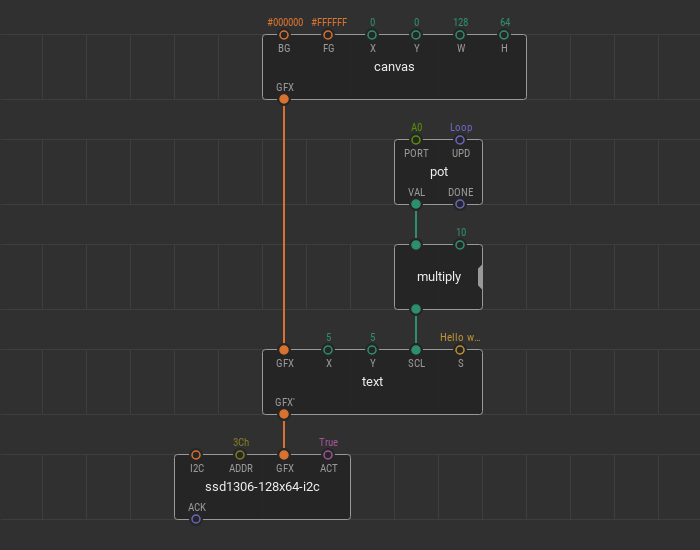 #000000 #FFFFFF 0 0 128 64
BG FG X Y W H
canvas
GFX
A0 Loop
PORT UPD
pot
VAL DONE
10
multiply
5 5 Hello w...
GFX X Y SCL S
text
GFX'
3Ch True
I2C ADDR GFX ACT
ssd1306-128x64-i2c
ACK